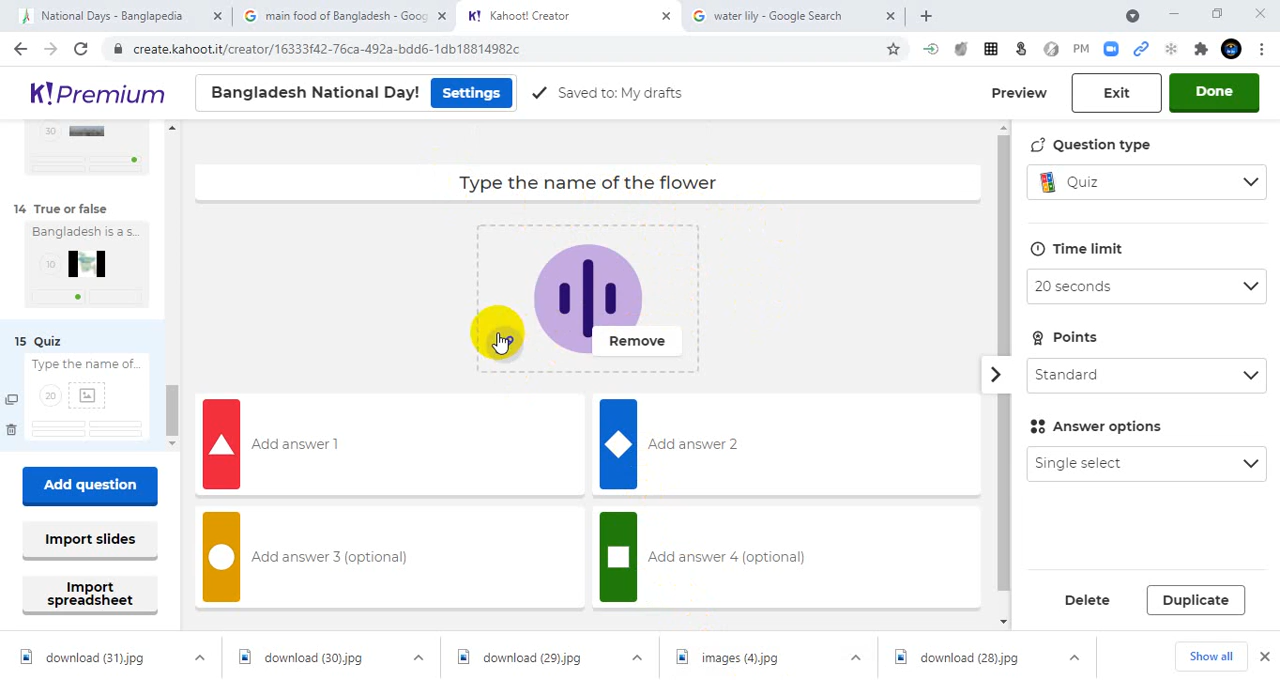 National Days - Banglapedia
main food of Bangladesh - Goog
Kahoot! Creator
water lily - Google Search
create.kahoot.it/creator/16333f42-76ca-492a-bdd6-1db18814982c
PM
K! Premium
Bangladesh National Day!
Settings
Saved to: My drafts
Preview
Exit
Done
30
14 True or false
Bangladesh is a s...
10
15 Quiz
Type the name of...
20
Add question
Import slides
Import
spreadsheet
Type the name of the flower
Remove
Add answer 1
Add answer 2
Add answer 3 (optional)
Add answer 4 (optional)
Question type
Quiz
Time limit
20 seconds
Points
Standard
Answer options
Single select
Delete
Duplicate
download (31).jpg
download (30).jpg
download (29).jpg
images (4).jpg
download (28).jpg
Show all